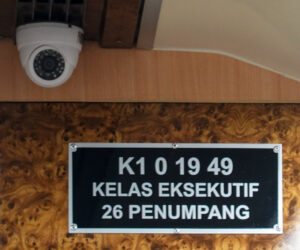 K1 0 19 49
KELAS EKSEKUTIF
26 PENUMPANG